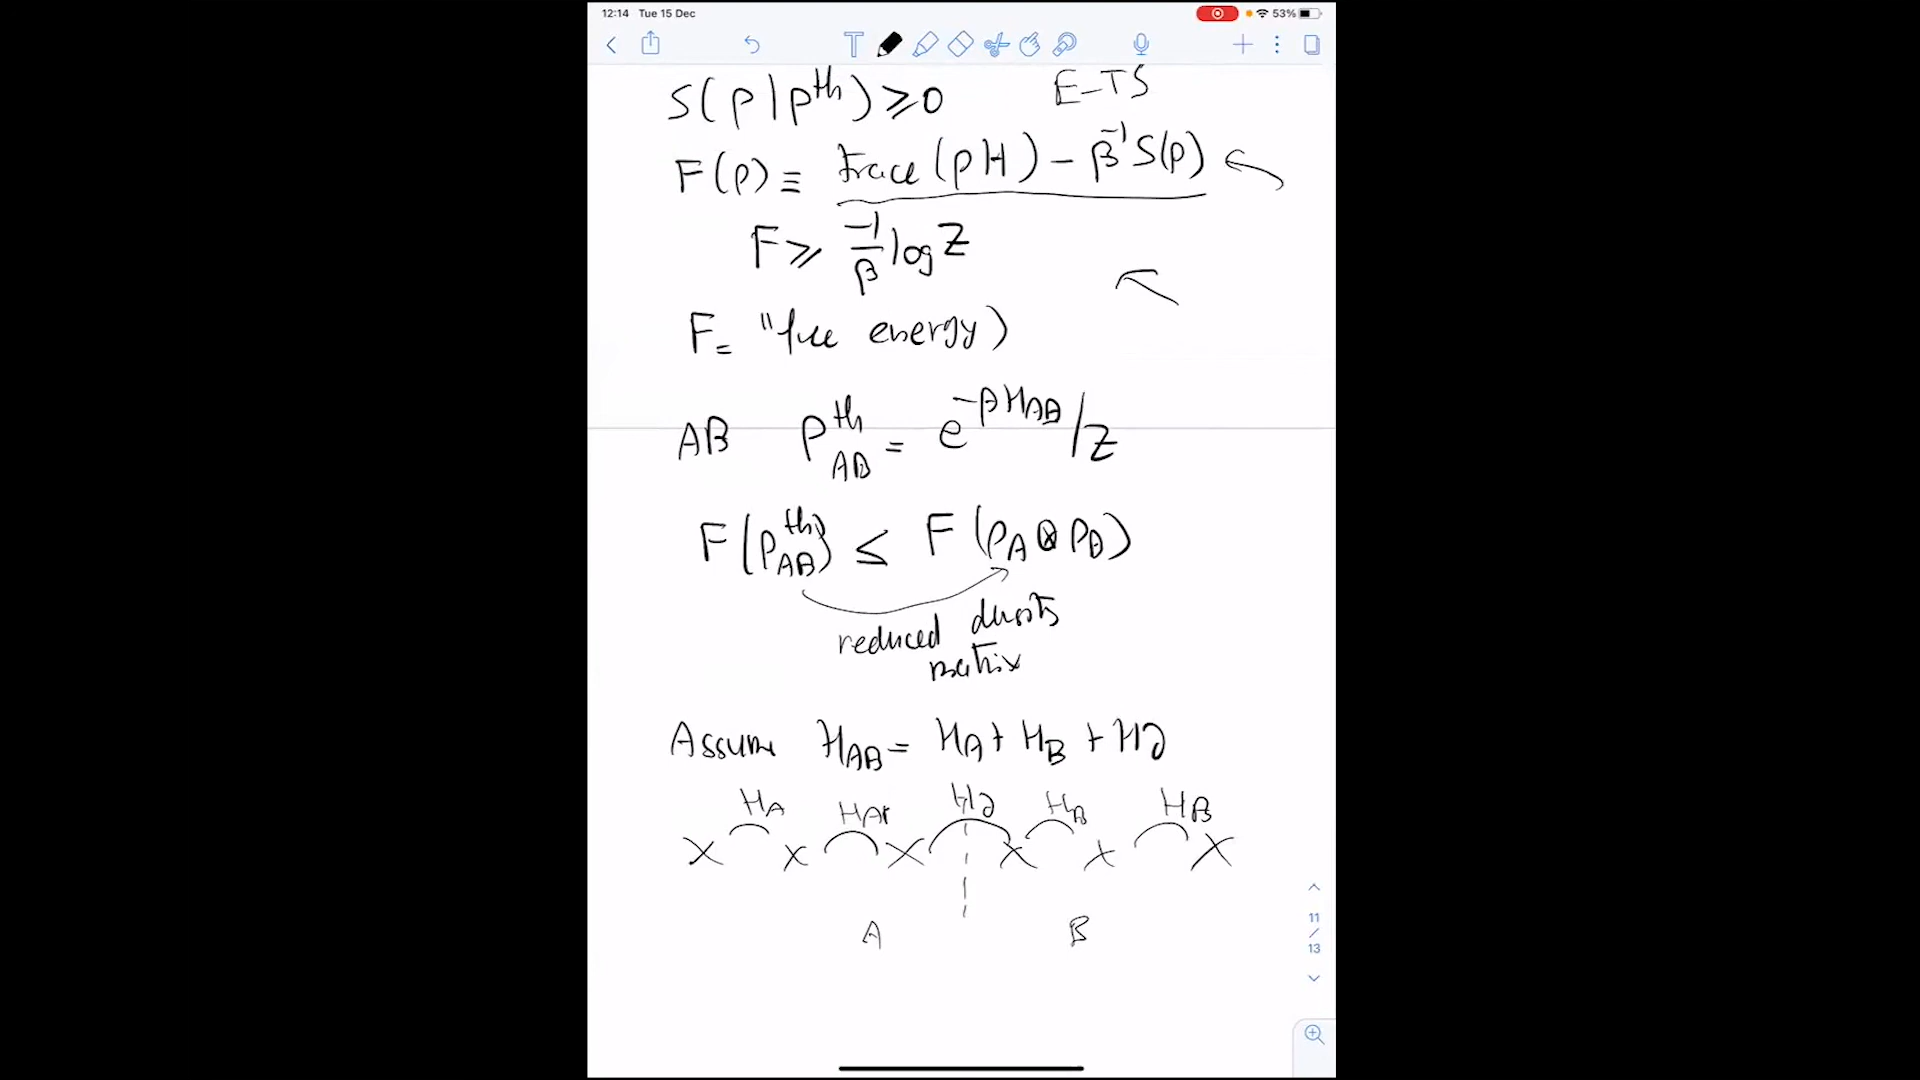 12:14 Tue 15 Dec 53%
T
S(ρ|ρ^th) ≥ 0 E-TS
F(ρ) ≡ trace(ρH) - β^-1 S(ρ)
F ≥ -1/β log Z
F = "free energy)
AB ρ^th_AB = e^-βH_AB / Z
F(ρ^th_AB) ≤ F(ρ_A ⊗ ρ_B)
reduced density
matrix
Assume H_AB = H_A + H_B + H∂
H_A H_A H∂ H_B H_B
x x x x x x
A B
11
/
13